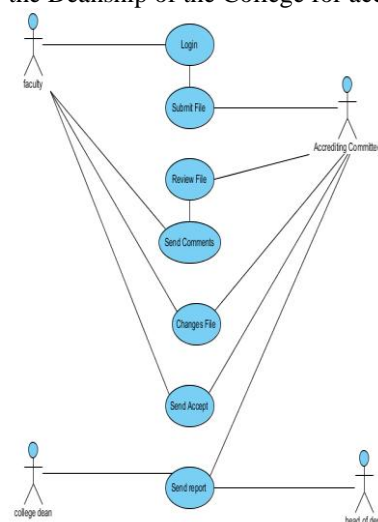 the Deanship of the College for acc
Login
faculty
Submit File
Accrediting Committee
Review File
Send Comments
Changes File
Send Accept
college dean
Send report
head of de